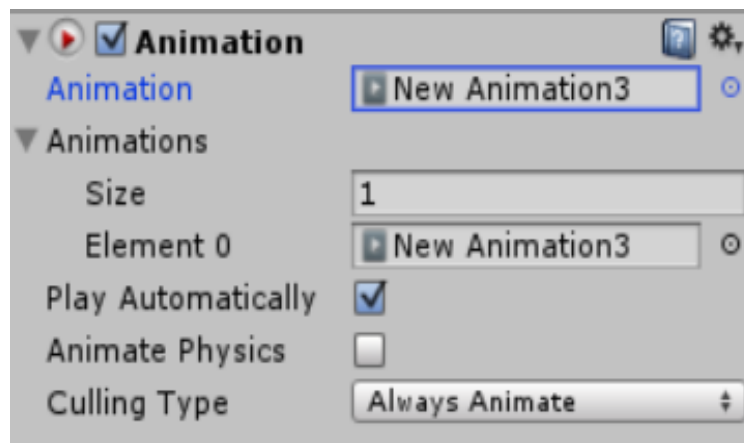 Animation
Animation New Animation3
Animations
Size 1
Element 0 New Animation3
Play Automatically
Animate Physics
Culling Type Always Animate